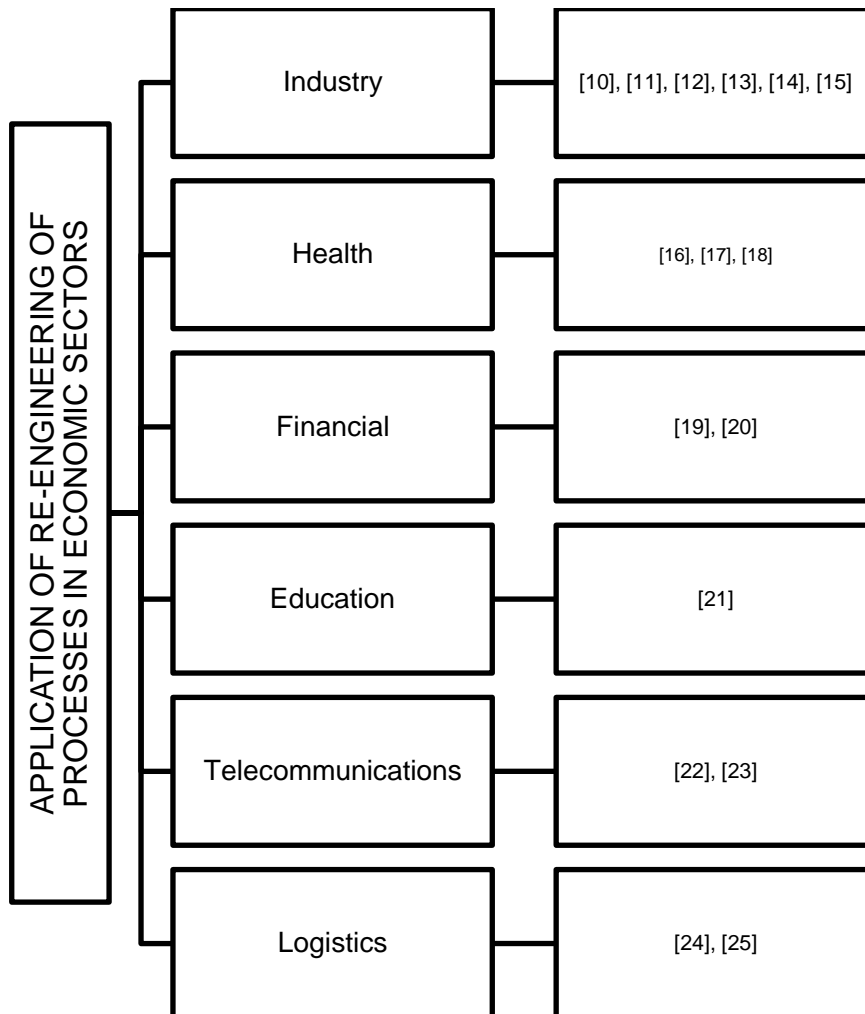 APPLICATION OF RE-ENGINEERING OF
PROCESSES IN ECONOMIC SECTORS
Industry
[10], [11], [12], [13], [14], [15]
Health
[16], [17], [18]
Financial
[19], [20]
Education
[21]
Telecommunications
[22], [23]
Logistics
[24], [25]